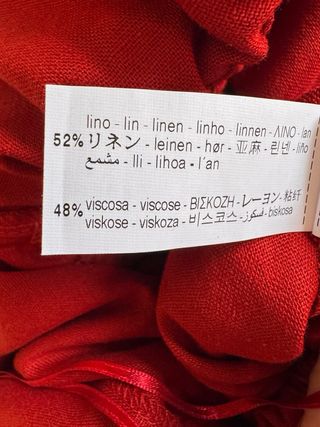 lino - lin - linen - linho - linnen - ΛΙΝΟ - lan
52% リネン - leinen - hør - 亚麻 - 린넨 - liño
مشمع - lli - lihoa - l´an
48% viscosa - viscose - ΒΙΣΚΟΖΗ - レーヨン - 粘纤
viskose - viskoza - 비스코스 - فسكوز - biskosa